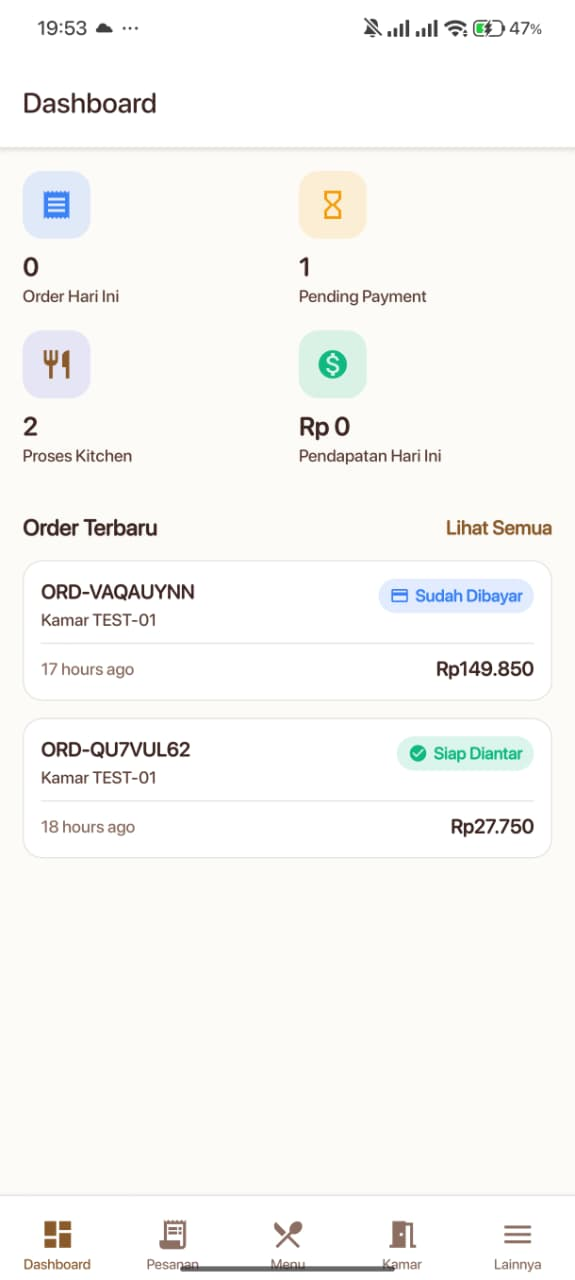 19:53 47%
Dashboard
0
Order Hari Ini
1
Pending Payment
2
Proses Kitchen
Rp 0
Pendapatan Hari Ini
Order Terbaru
Lihat Semua
ORD-VAQAUYNN
Sudah Dibayar
Kamar TEST-01
17 hours ago
Rp149.850
ORD-QU7VUL62
Siap Diantar
Kamar TEST-01
18 hours ago
Rp27.750
Dashboard
Pesanan
Menu
Kamar
Lainnya